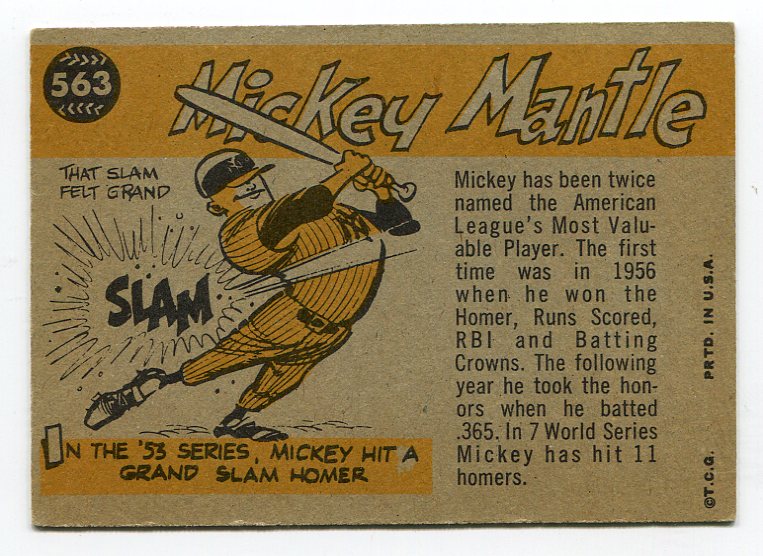 563
Mickey Mantle
THAT SLAM
FELT GRAND
SLAM
IN THE '53 SERIES, MICKEY HIT A
GRAND SLAM HOMER
Mickey has been twice
named the American
League's Most Valu-
able Player. The first
time was in 1956
when he won the
Homer, Runs Scored,
RBI and Batting
Crowns. The following
year he took the hon-
ors when he batted
.365. In 7 World Series
Mickey has hit 11
homers.
©T.C.G. PRTD. IN U.S.A.